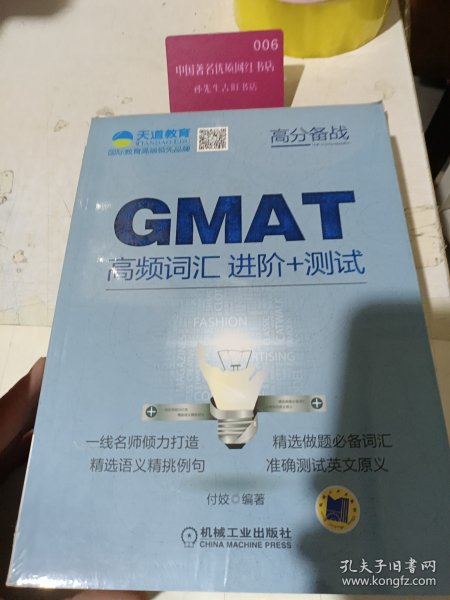 006
中国著名优质网红书店
孙先生古旧书店
天道教育
TIANDAO EDU
国际教育高端领先品牌
高分备战
GMAT
高频词汇 进阶+测试
FASHION
ADVERTISING
一线名师倾力打造
精选做题必备词汇
精选语义精挑例句
准确测试英文原义
付姣◎编著
机械工业出版社
CHINA MACHINE PRESS
孔夫子旧书网
www.kongfz.com